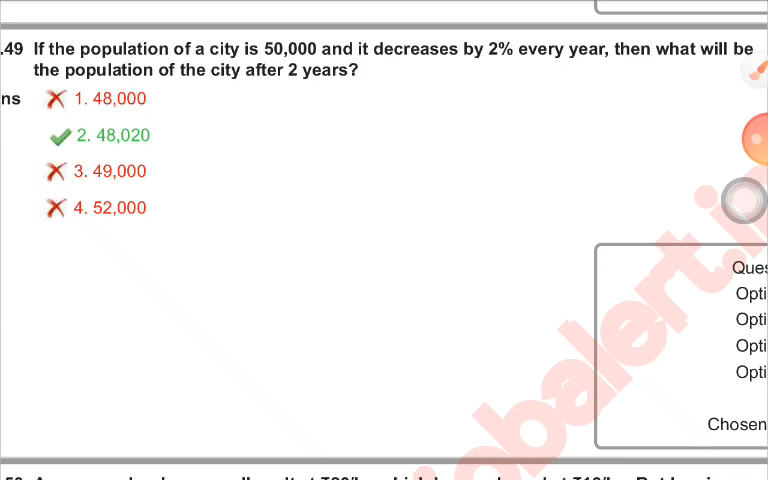 .49 If the population of a city is 50,000 and it decreases by 2% every year, then what will be
the population of the city after 2 years?
ns 1. 48,000
2. 48,020
3. 49,000
4. 52,000
Ques
Opti
Opti
Opti
Opti
Chosen
jobalert.i